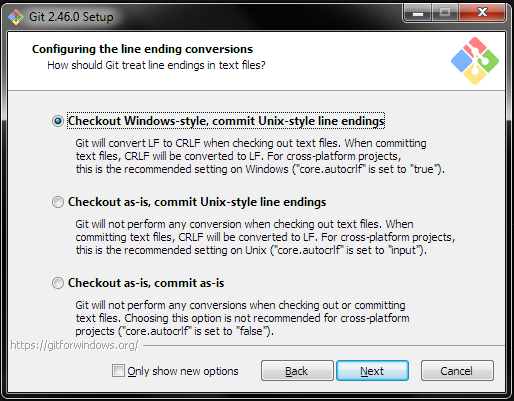 Git 2.46.0 Setup
Configuring the line ending conversions
How should Git treat line endings in text files?
Checkout Windows-style, commit Unix-style line endings
Git will convert LF to CRLF when checking out text files. When committing
text files, CRLF will be converted to LF. For cross-platform projects,
this is the recommended setting on Windows ("core.autocrlf" is set to "true").
Checkout as-is, commit Unix-style line endings
Git will not perform any conversion when checking out text files. When
committing text files, CRLF will be converted to LF. For cross-platform projects,
this is the recommended setting on Unix ("core.autocrlf" is set to "input").
Checkout as-is, commit as-is
Git will not perform any conversions when checking out or committing
text files. Choosing this option is not recommended for cross-platform
projects ("core.autocrlf" is set to "false").
https://gitforwindows.org/
Only show new options
Back
Next
Cancel